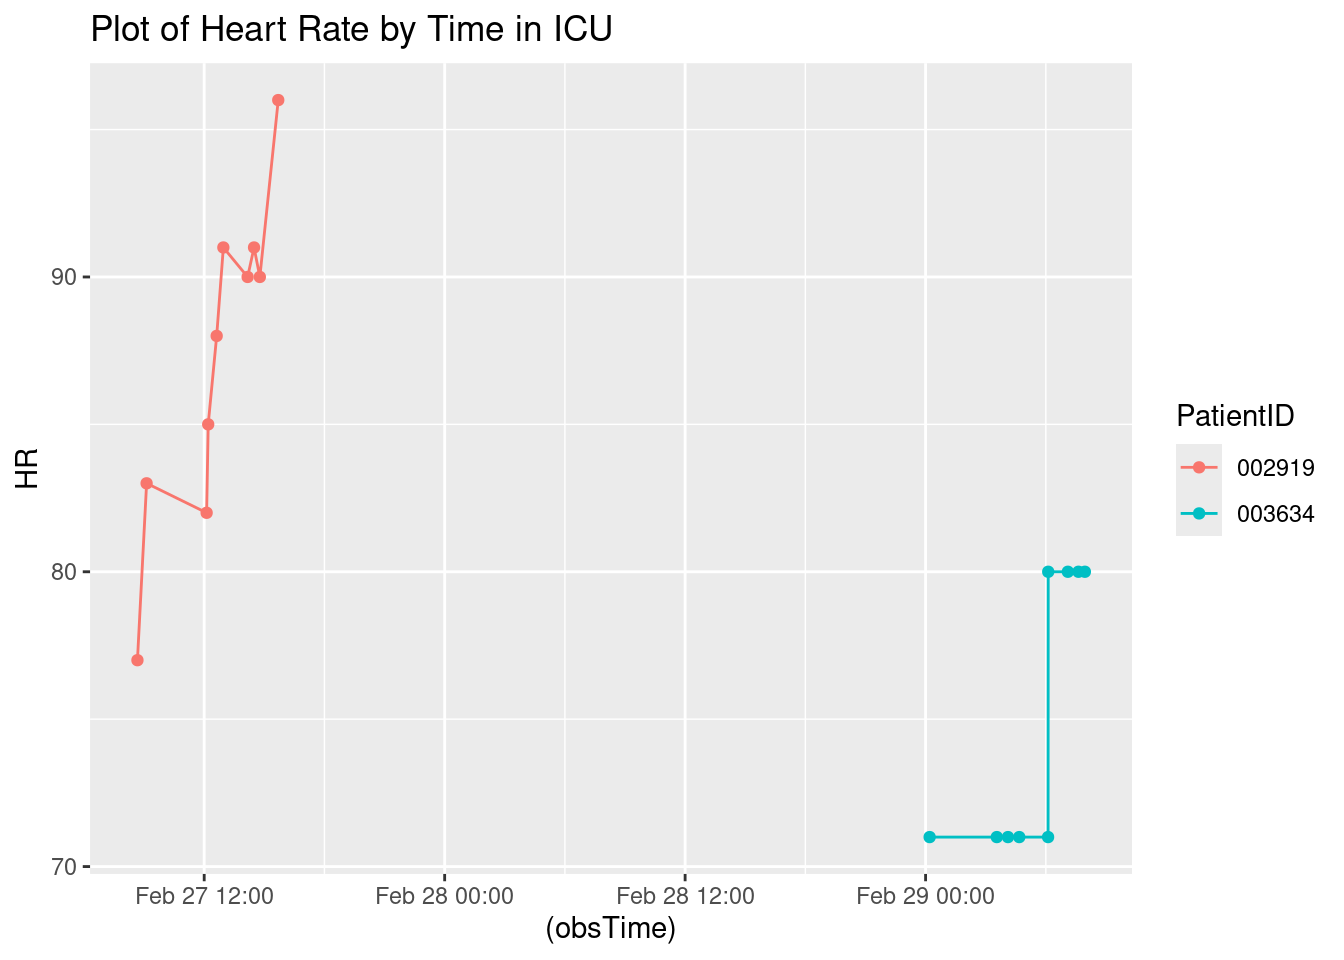 Plot of Heart Rate by Time in ICU
HR
90
80
70
Feb 27 12:00
Feb 28 00:00
Feb 28 12:00
Feb 29 00:00
(obsTime)
PatientID
002919
003634